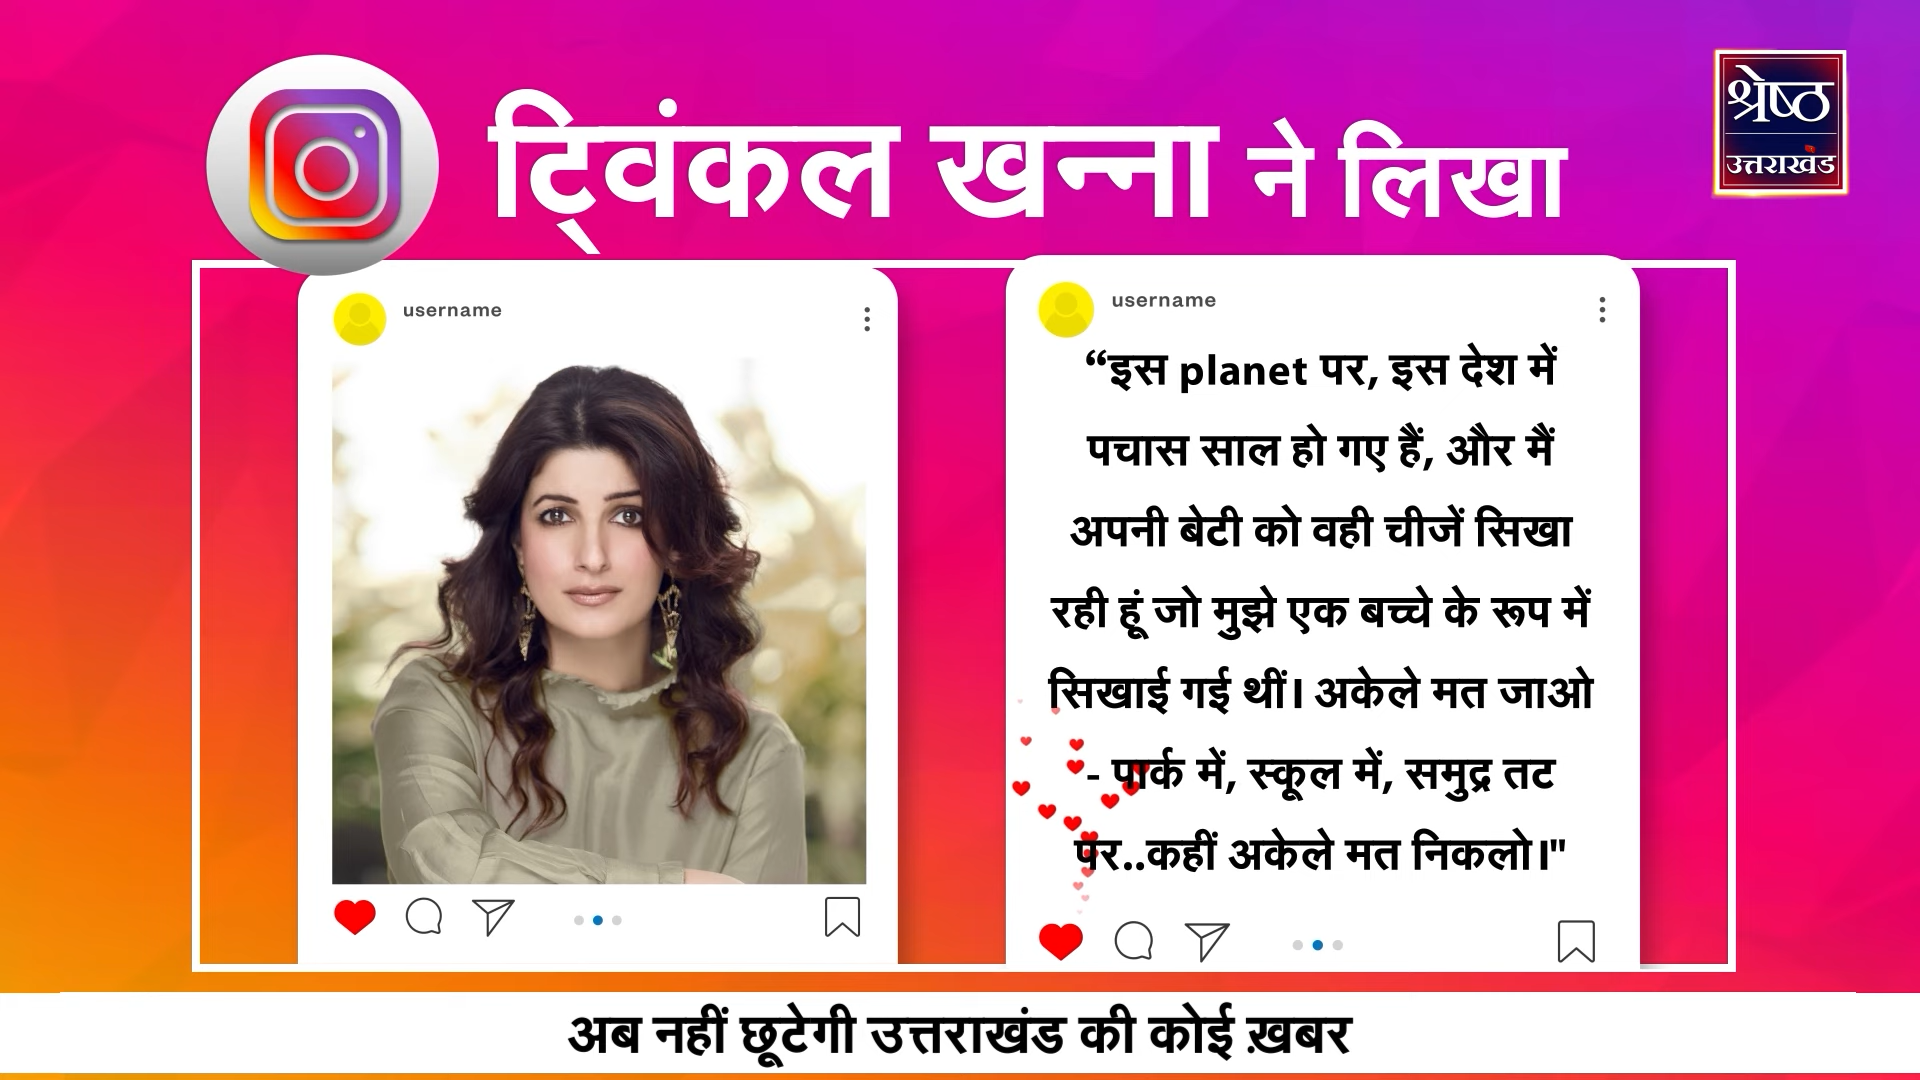 ट्विंकल खन्ना ने लिखा
श्रेष्ठ
उत्तराखंड
username
username
“इस planet पर, इस देश में
पचास साल हो गए हैं, और मैं
अपनी बेटी को वही चीजें सिखा
रही हूं जो मुझे एक बच्चे के रूप में
सिखाई गई थीं। अकेले मत जाओ
- पार्क में, स्कूल में, समुद्र तट
पर..कहीं अकेले मत निकलो।"
अब नहीं छूटेगी उत्तराखंड की कोई ख़बर